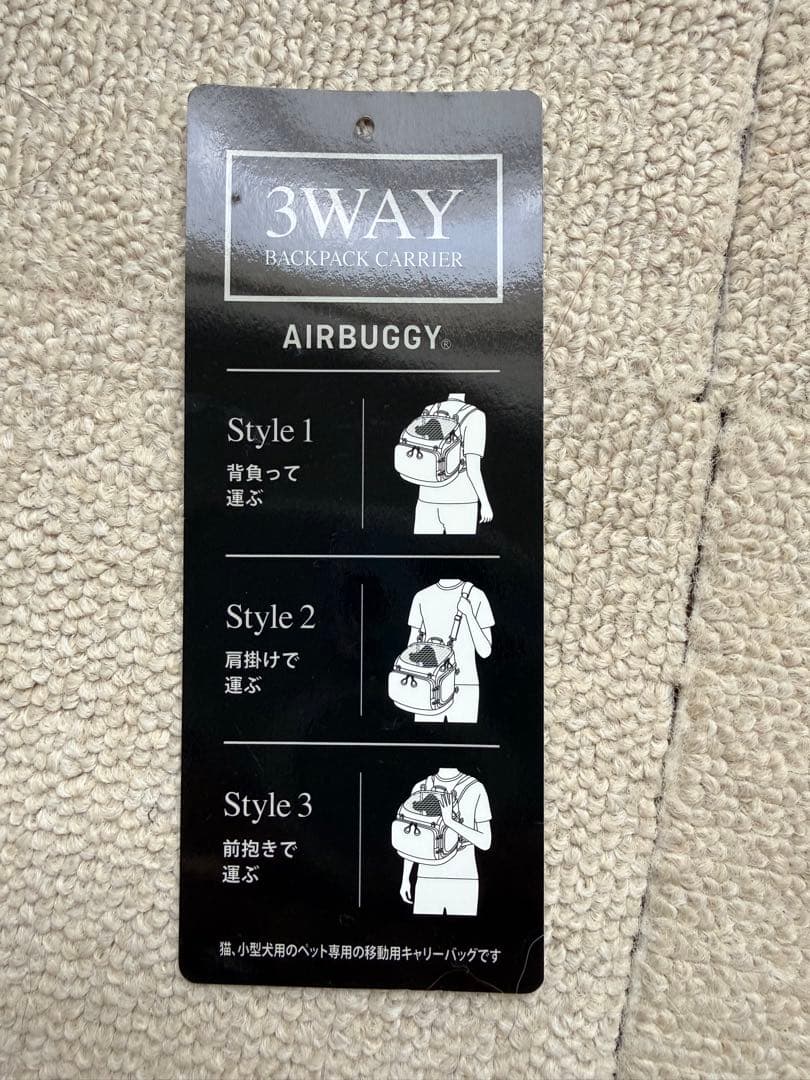 3WAY
BACKPACK CARRIER
AIRBUGGY®
Style 1
背負って
運ぶ
Style 2
肩掛けで
運ぶ
Style 3
前抱きで
運ぶ
猫、小型犬用のペット専用の移動用キャリーバッグです